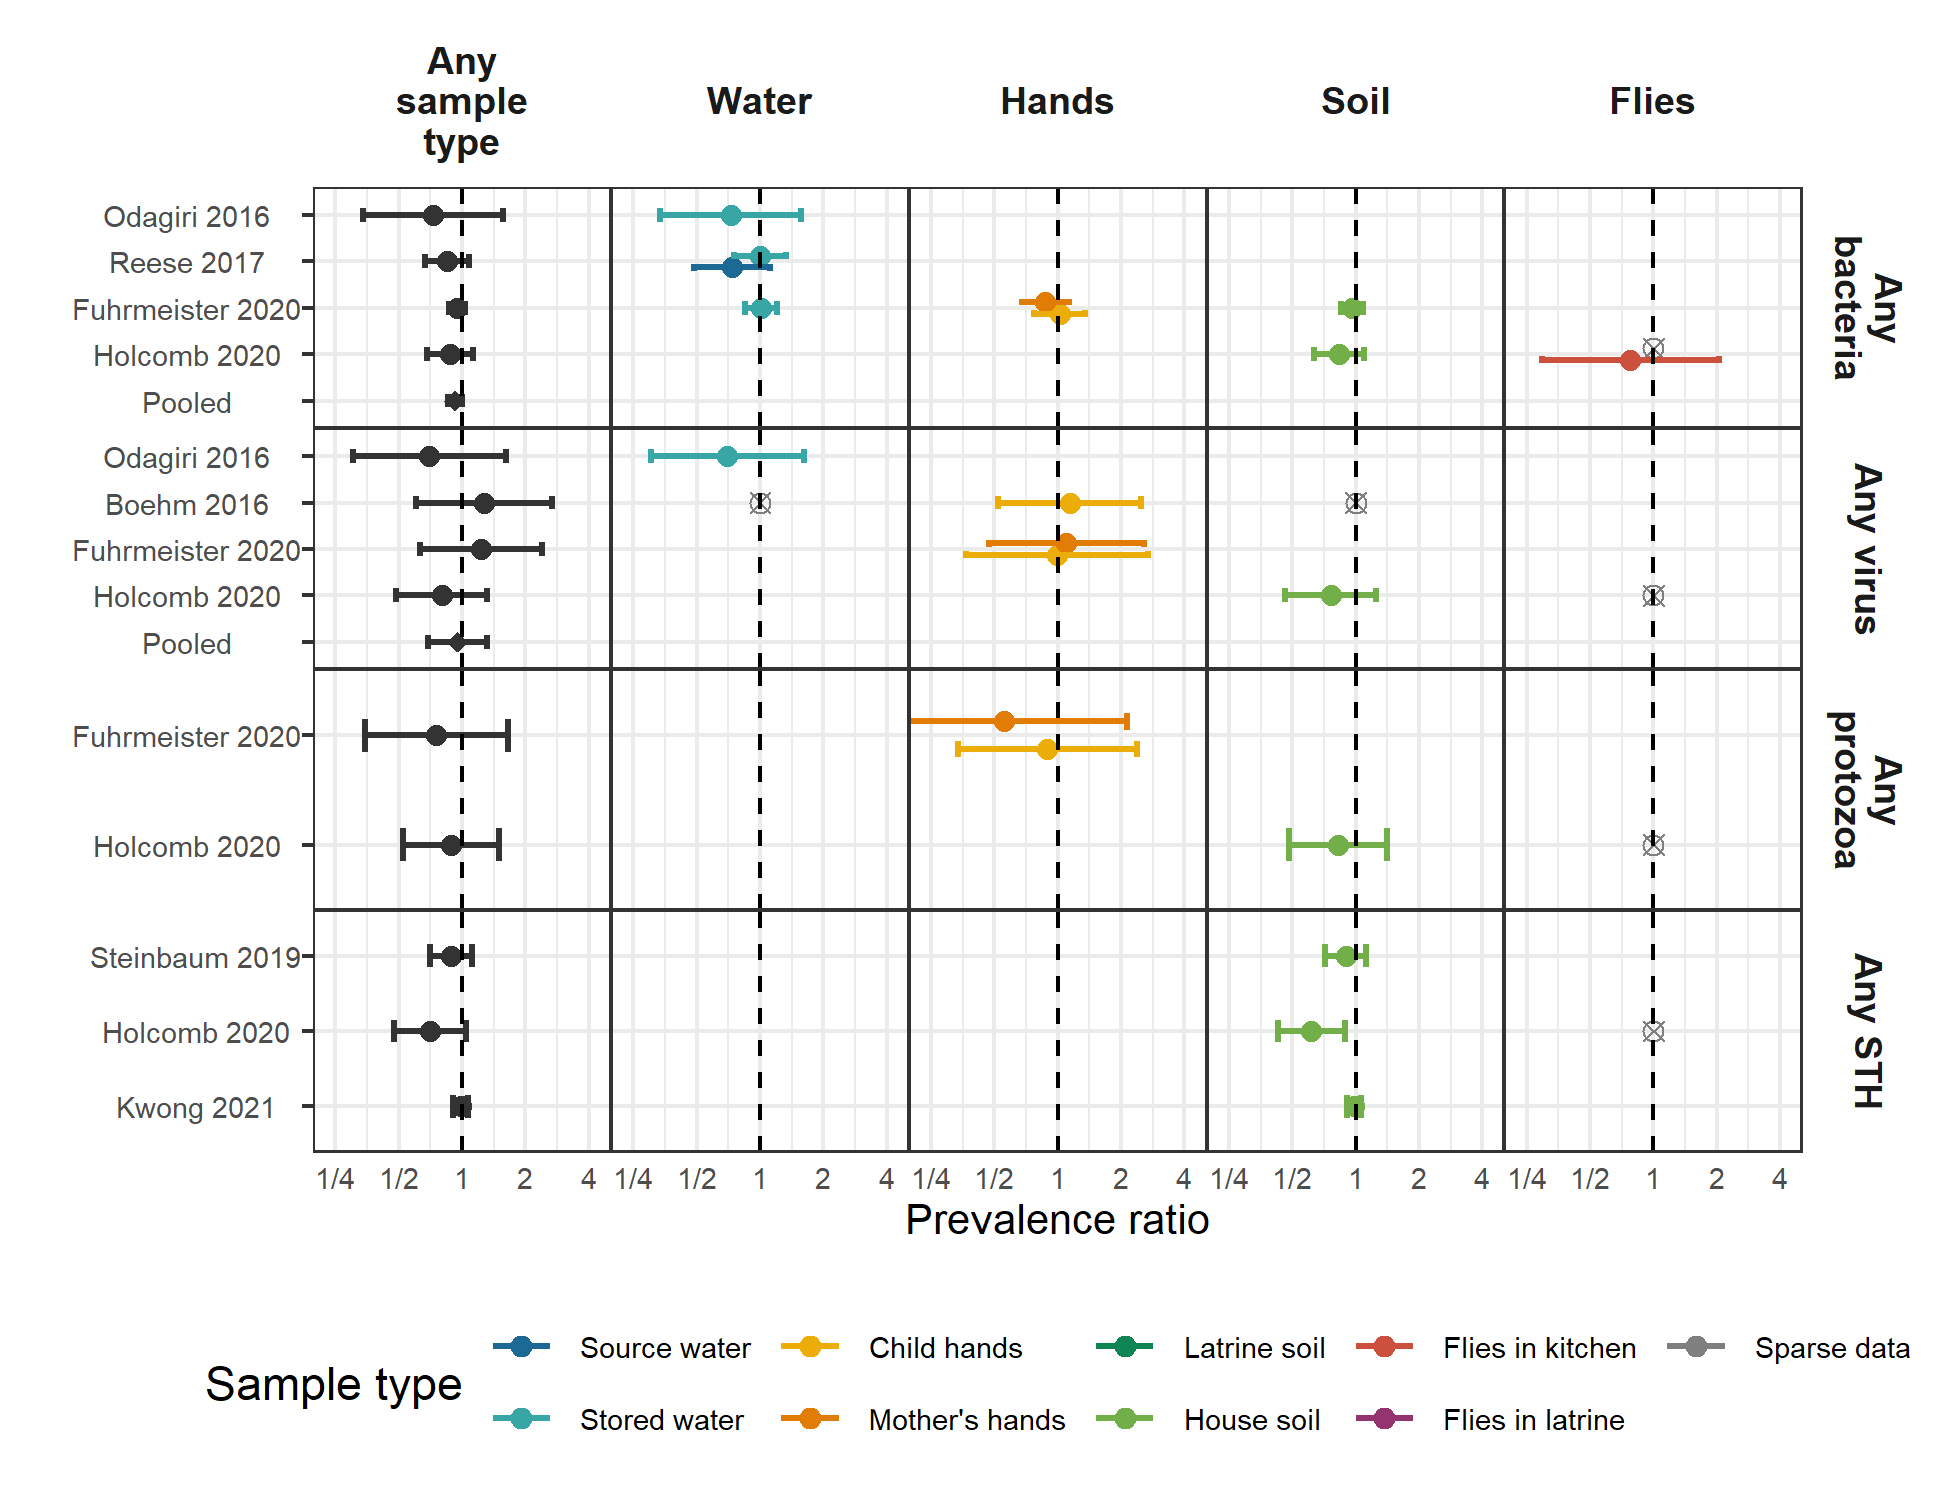 Any
sample
type
Water
Hands
Soil
Flies
Odagiri 2016
Reese 2017
Fuhrmeister 2020
Holcomb 2020
Pooled
Any
bacteria
Odagiri 2016
Boehm 2016
Fuhrmeister 2020
Holcomb 2020
Pooled
Any virus
Fuhrmeister 2020
Holcomb 2020
Any
protozoa
Steinbaum 2019
Holcomb 2020
Kwong 2021
Any STH
1/4 1/2 1 2 4 1/4 1/2 1 2 4 1/4 1/2 1 2 4 1/4 1/2 1 2 4 1/4 1/2 1 2 4
Prevalence ratio
Sample type
Source water Child hands Latrine soil Flies in kitchen Sparse data
Stored water Mother's hands House soil Flies in latrine